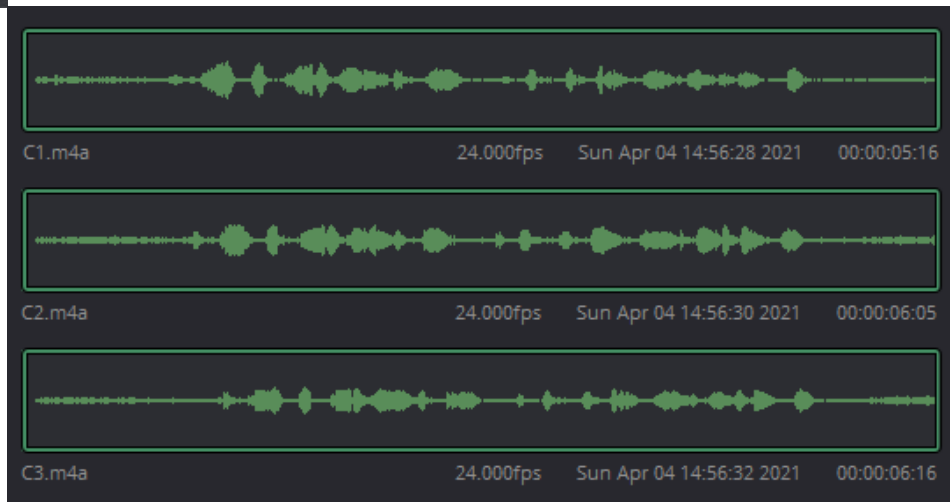 C1.m4a 24.000fps Sun Apr 04 14:56:28 2021 00:00:05:16
C2.m4a 24.000fps Sun Apr 04 14:56:30 2021 00:00:06:05
C3.m4a 24.000fps Sun Apr 04 14:56:32 2021 00:00:06:16